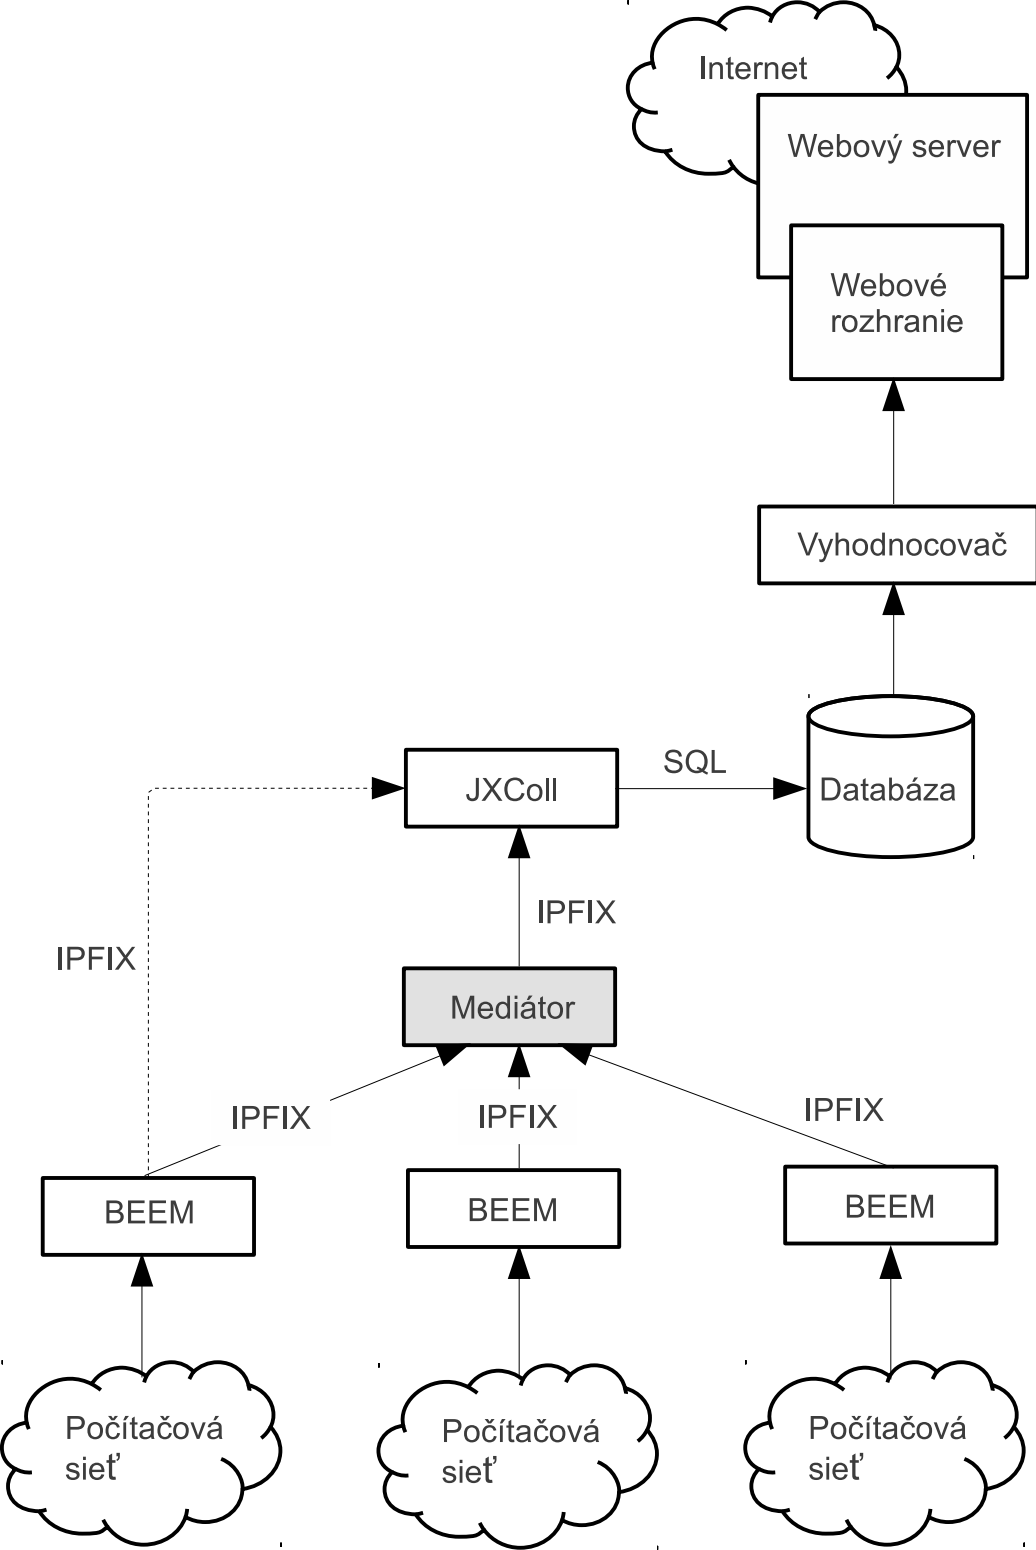 Internet
Webový server
Webové
rozhranie
Vyhodnocovač
SQL
JXColl
Databáza
IPFIX
IPFIX
Mediátor
IPFIX
IPFIX
IPFIX
BEEM
BEEM
BEEM
Počítačová
sieť
Počítačová
sieť
Počítačová
sieť